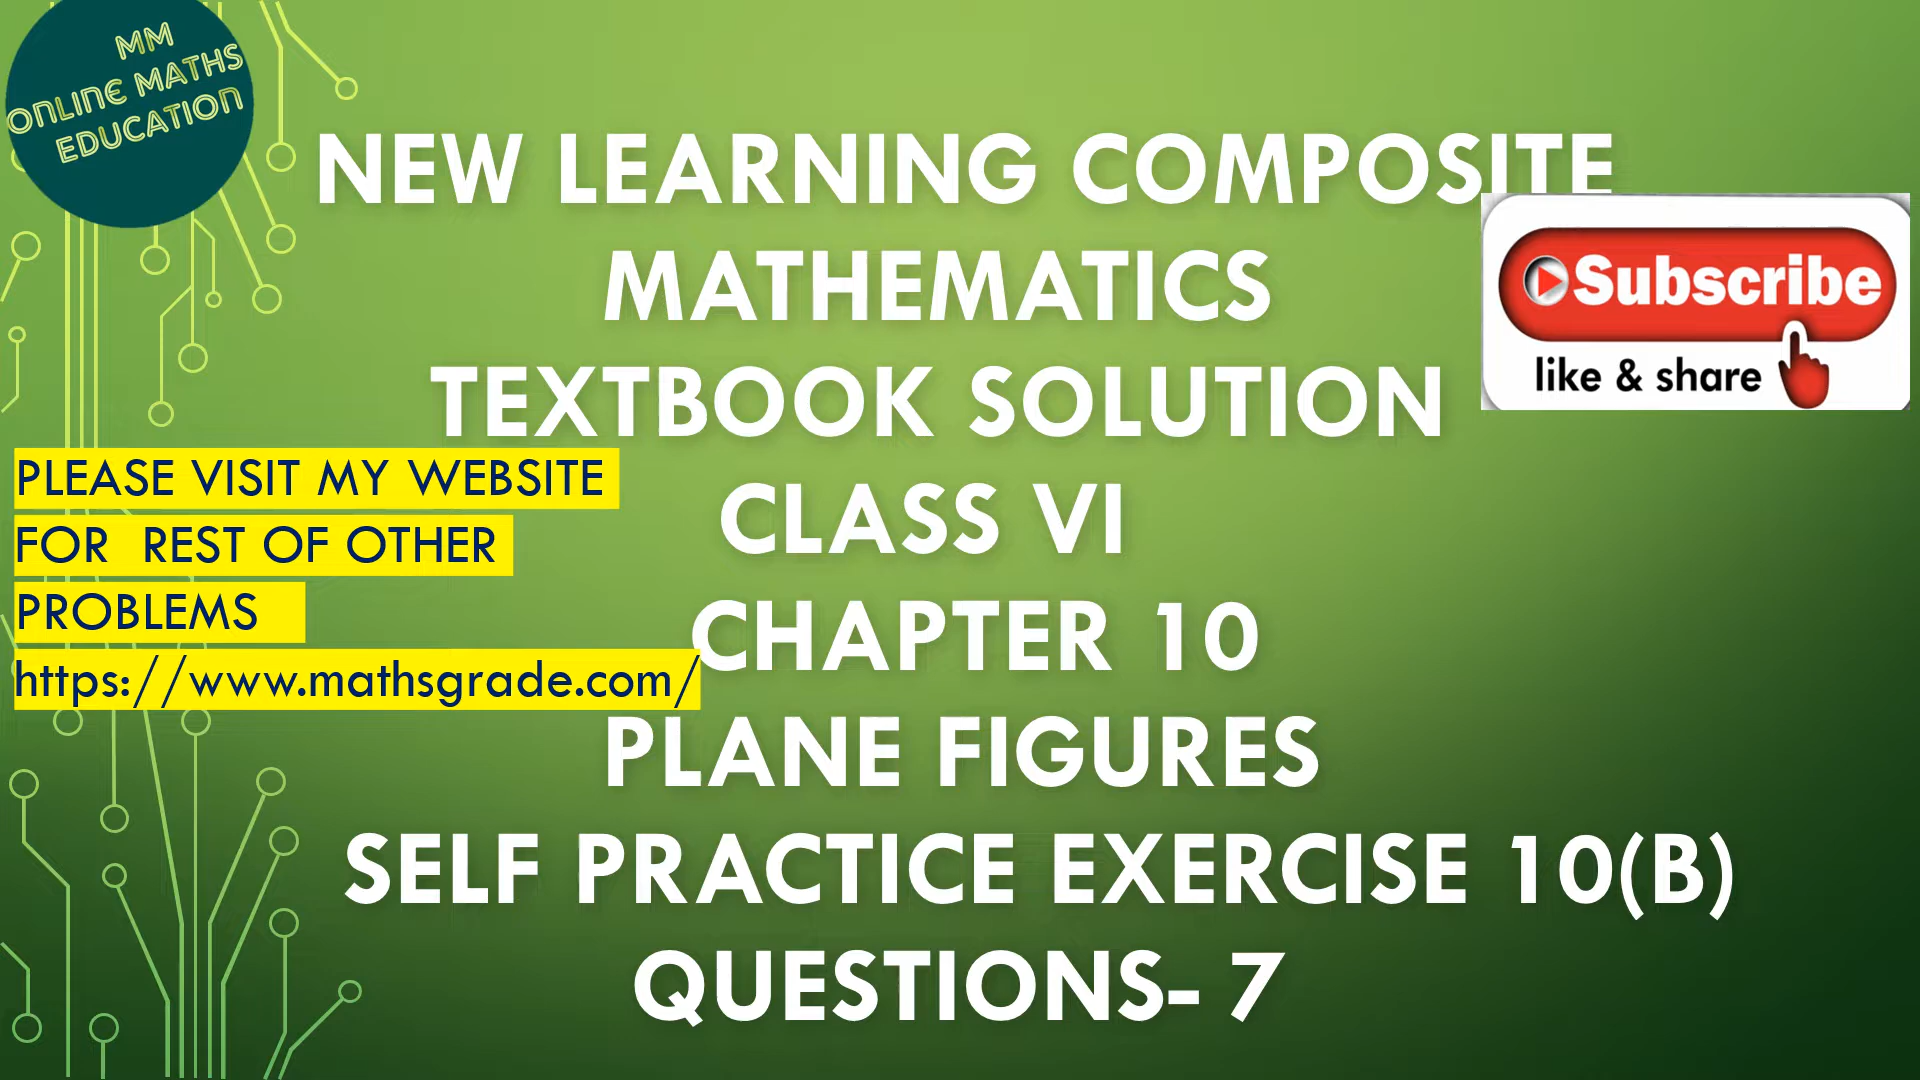 MM
ONLINE MATHS
EDUCATION
NEW LEARNING COMPOSITE
MATHEMATICS
TEXTBOOK SOLUTION
CLASS VI
CHAPTER 10
PLANE FIGURES
SELF PRACTICE EXERCISE 10(B)
QUESTIONS- 7
Subscribe
like & share
PLEASE VISIT MY WEBSITE
FOR REST OF OTHER
PROBLEMS
https://www.mathsgrade.com/